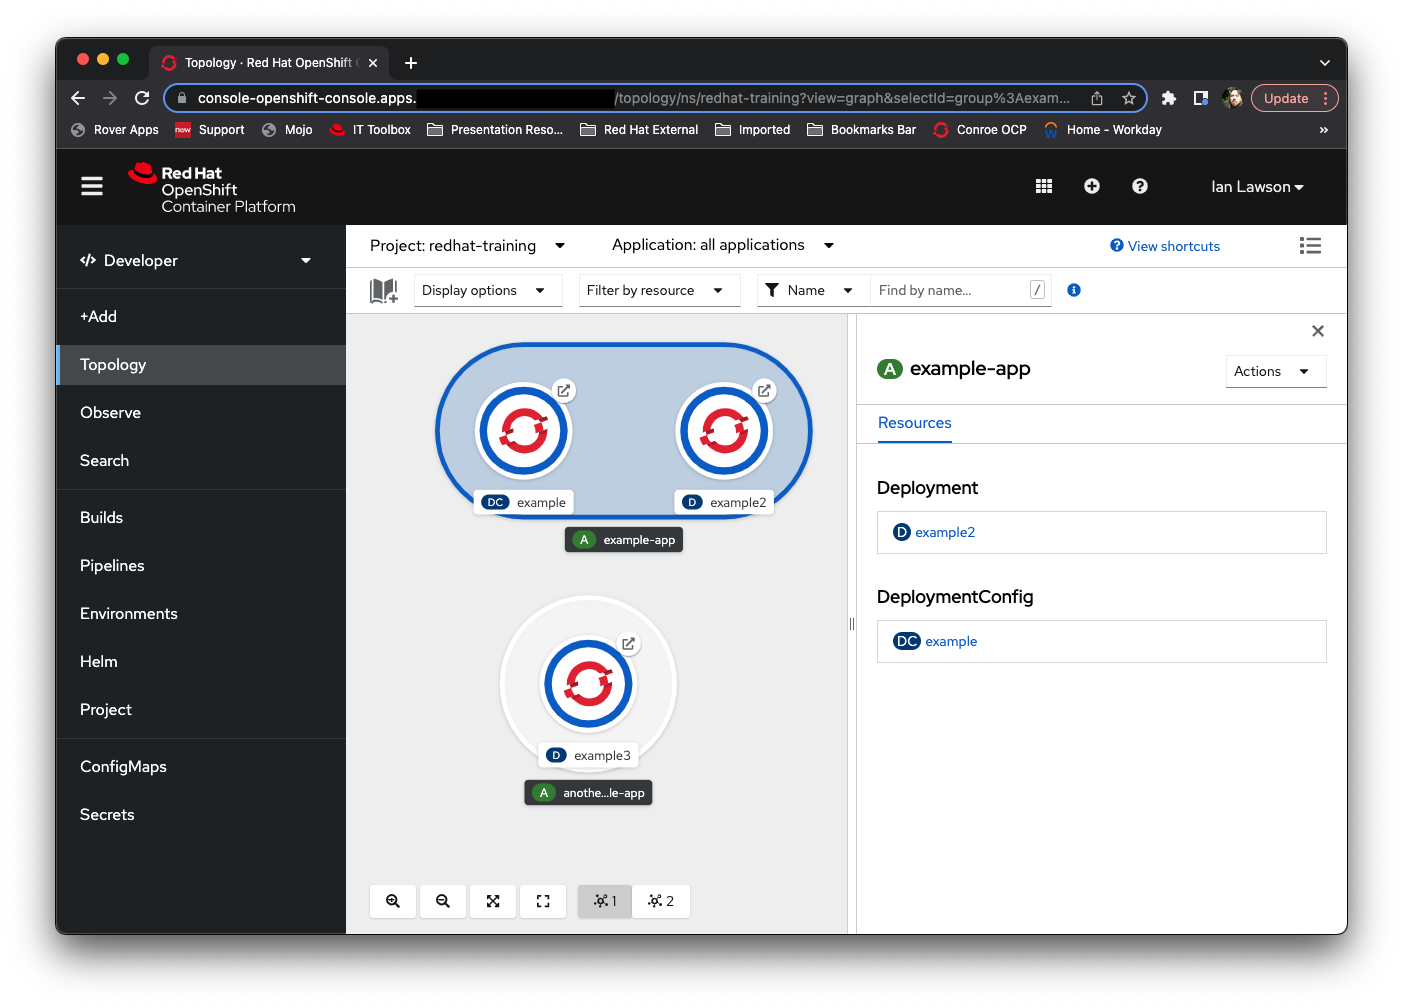 Topology · Red Hat OpenShift
console-openshift-console.apps. /topology/ns/redhat-training?view=graph&selectId=group%3Aexam...
Update
Rover Apps
now Support
Mojo
IT Toolbox
Presentation Reso...
Red Hat External
Imported
Bookmarks Bar
Conroe OCP
Home - Workday
»
Red Hat
OpenShift
Container Platform
Ian Lawson
</> Developer
+Add
Topology
Observe
Search
Builds
Pipelines
Environments
Helm
Project
ConfigMaps
Secrets
Project: redhat-training
Application: all applications
View shortcuts
Display options
Filter by resource
Name
Find by name...
/
DC example
D example2
A example-app
D example3
A anothe...le-app
1
2
A example-app
Actions
Resources
Deployment
D example2
DeploymentConfig
DC example